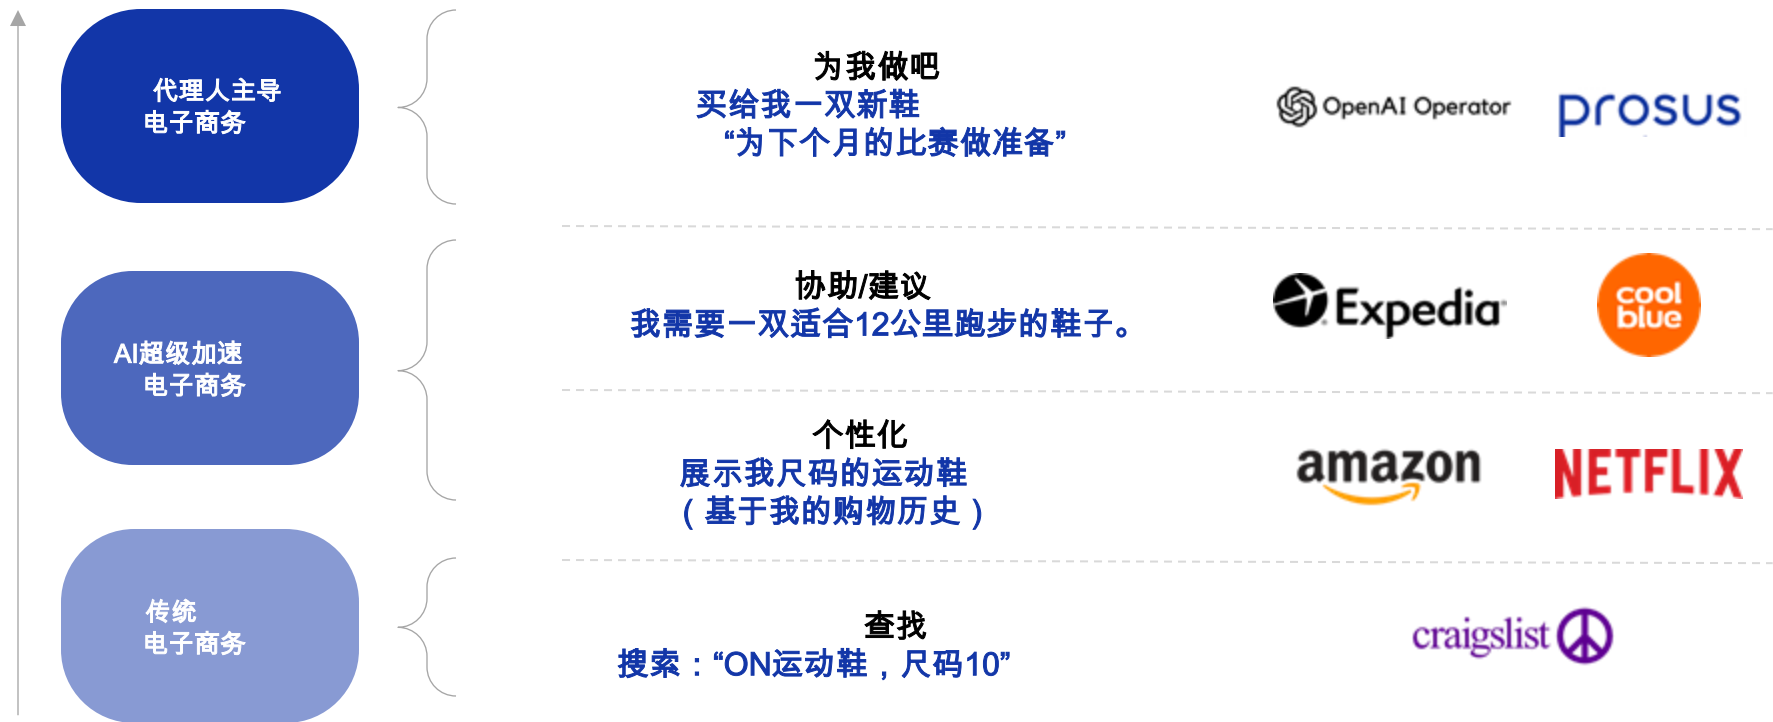 代理人主导
电子商务
为我做吧
买给我一双新鞋
“为下个月的比赛做准备”
OpenAI Operator
prosus
AI超级加速
电子商务
协助/建议
我需要一双适合12公里跑步的鞋子。
Expedia
cool
blue
个性化
展示我尺码的运动鞋
（基于我的购物历史）
amazon
NETFLIX
传统
电子商务
查找
搜索：“ON运动鞋，尺码10”
craigslist